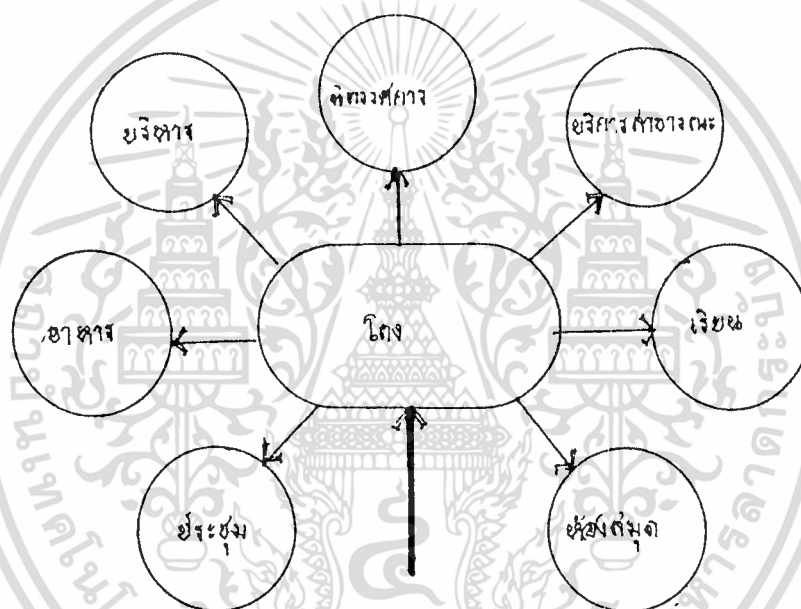 นิทรรศการ
บริหาร
บริการสาธารณะ
อาหาร
โถง
เรียน
ประชุม
ห้องสมุด